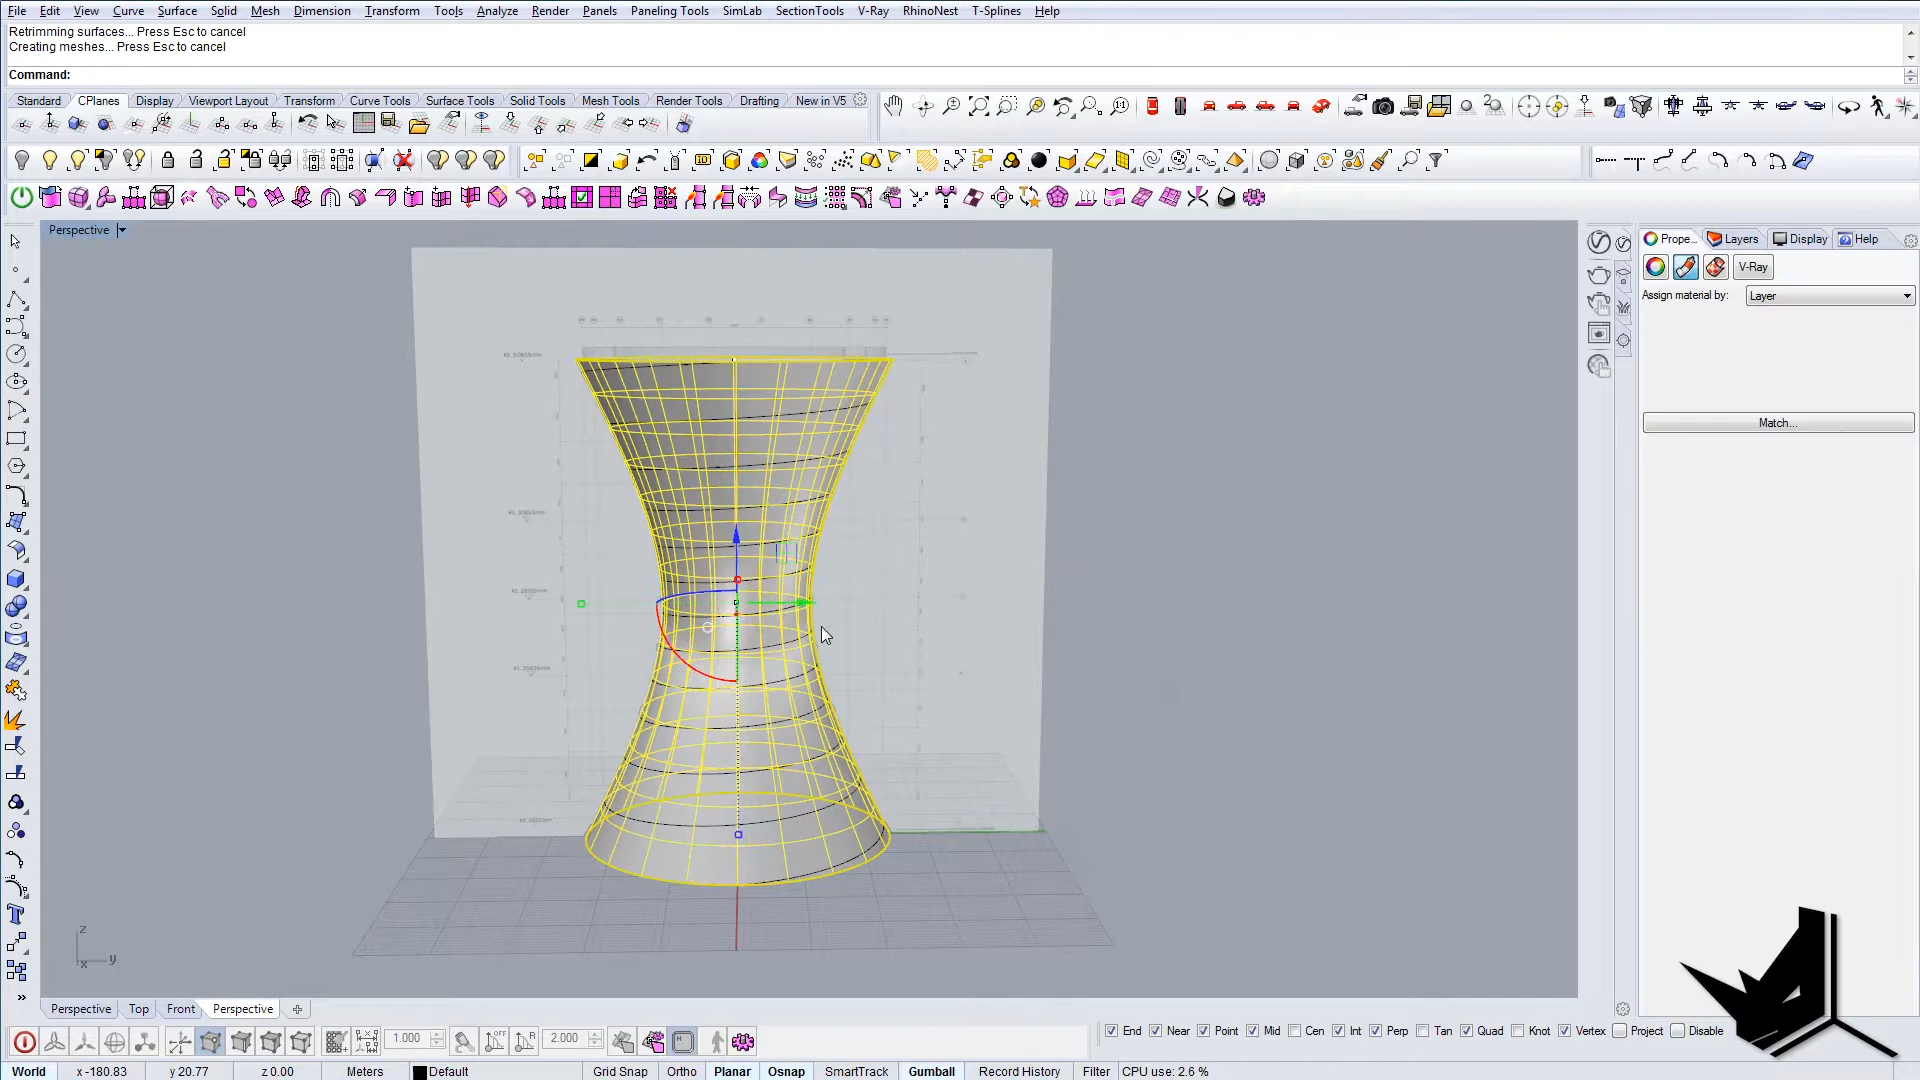 File Edit View Curve Surface Solid Mesh Dimension Transform Tools Analyze Render Panels Paneling Tools SimLab SectionTools V-Ray RhinoNest T-Splines Help
Retrimming surfaces... Press Esc to cancel
Creating meshes... Press Esc to cancel
Command:
Standard CPlanes Display Viewport Layout Transform Curve Tools Surface Tools Solid Tools Mesh Tools Render Tools Drafting New in V5
Perspective
Prope... Layers Display Help
V-Ray
Assign material by: Layer
Match...
z
x y
Perspective Top Front Perspective
1.000 2.000
End Near Point Mid Cen Int Perp Tan Quad Knot Vertex Project Disable
World x -180.83 y 20.77 z 0.00 Meters Default Grid Snap Ortho Planar Osnap SmartTrack Gumball Record History Filter CPU use: 2.6 %